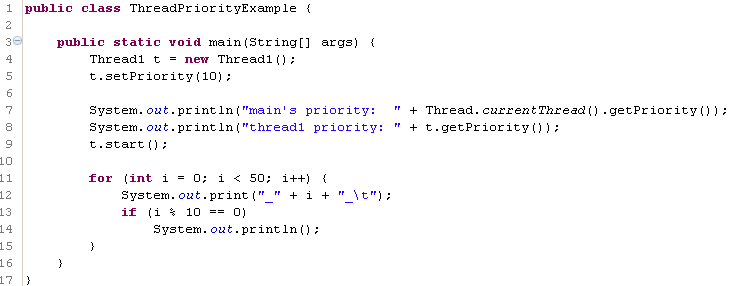 1 public class ThreadPriorityExample {
2
3 public static void main(String[] args) {
4 Thread1 t = new Thread1();
5 t.setPriority(10);
6
7 System.out.println("main's priority:  " + Thread.currentThread().getPriority());
8 System.out.println("thread1 priority: " + t.getPriority());
9 t.start();
10
11 for (int i = 0; i < 50; i++) {
12 System.out.print("_" + i + "_\t");
13 if (i % 10 == 0)
14 System.out.println();
15 }
16 }
17 }